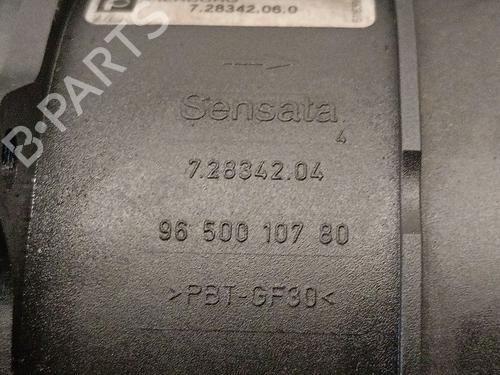 7.28342.06.0
Sensata
4
7.28342.04
96 500 107 80
>PBT-GF30<
B-PARTS